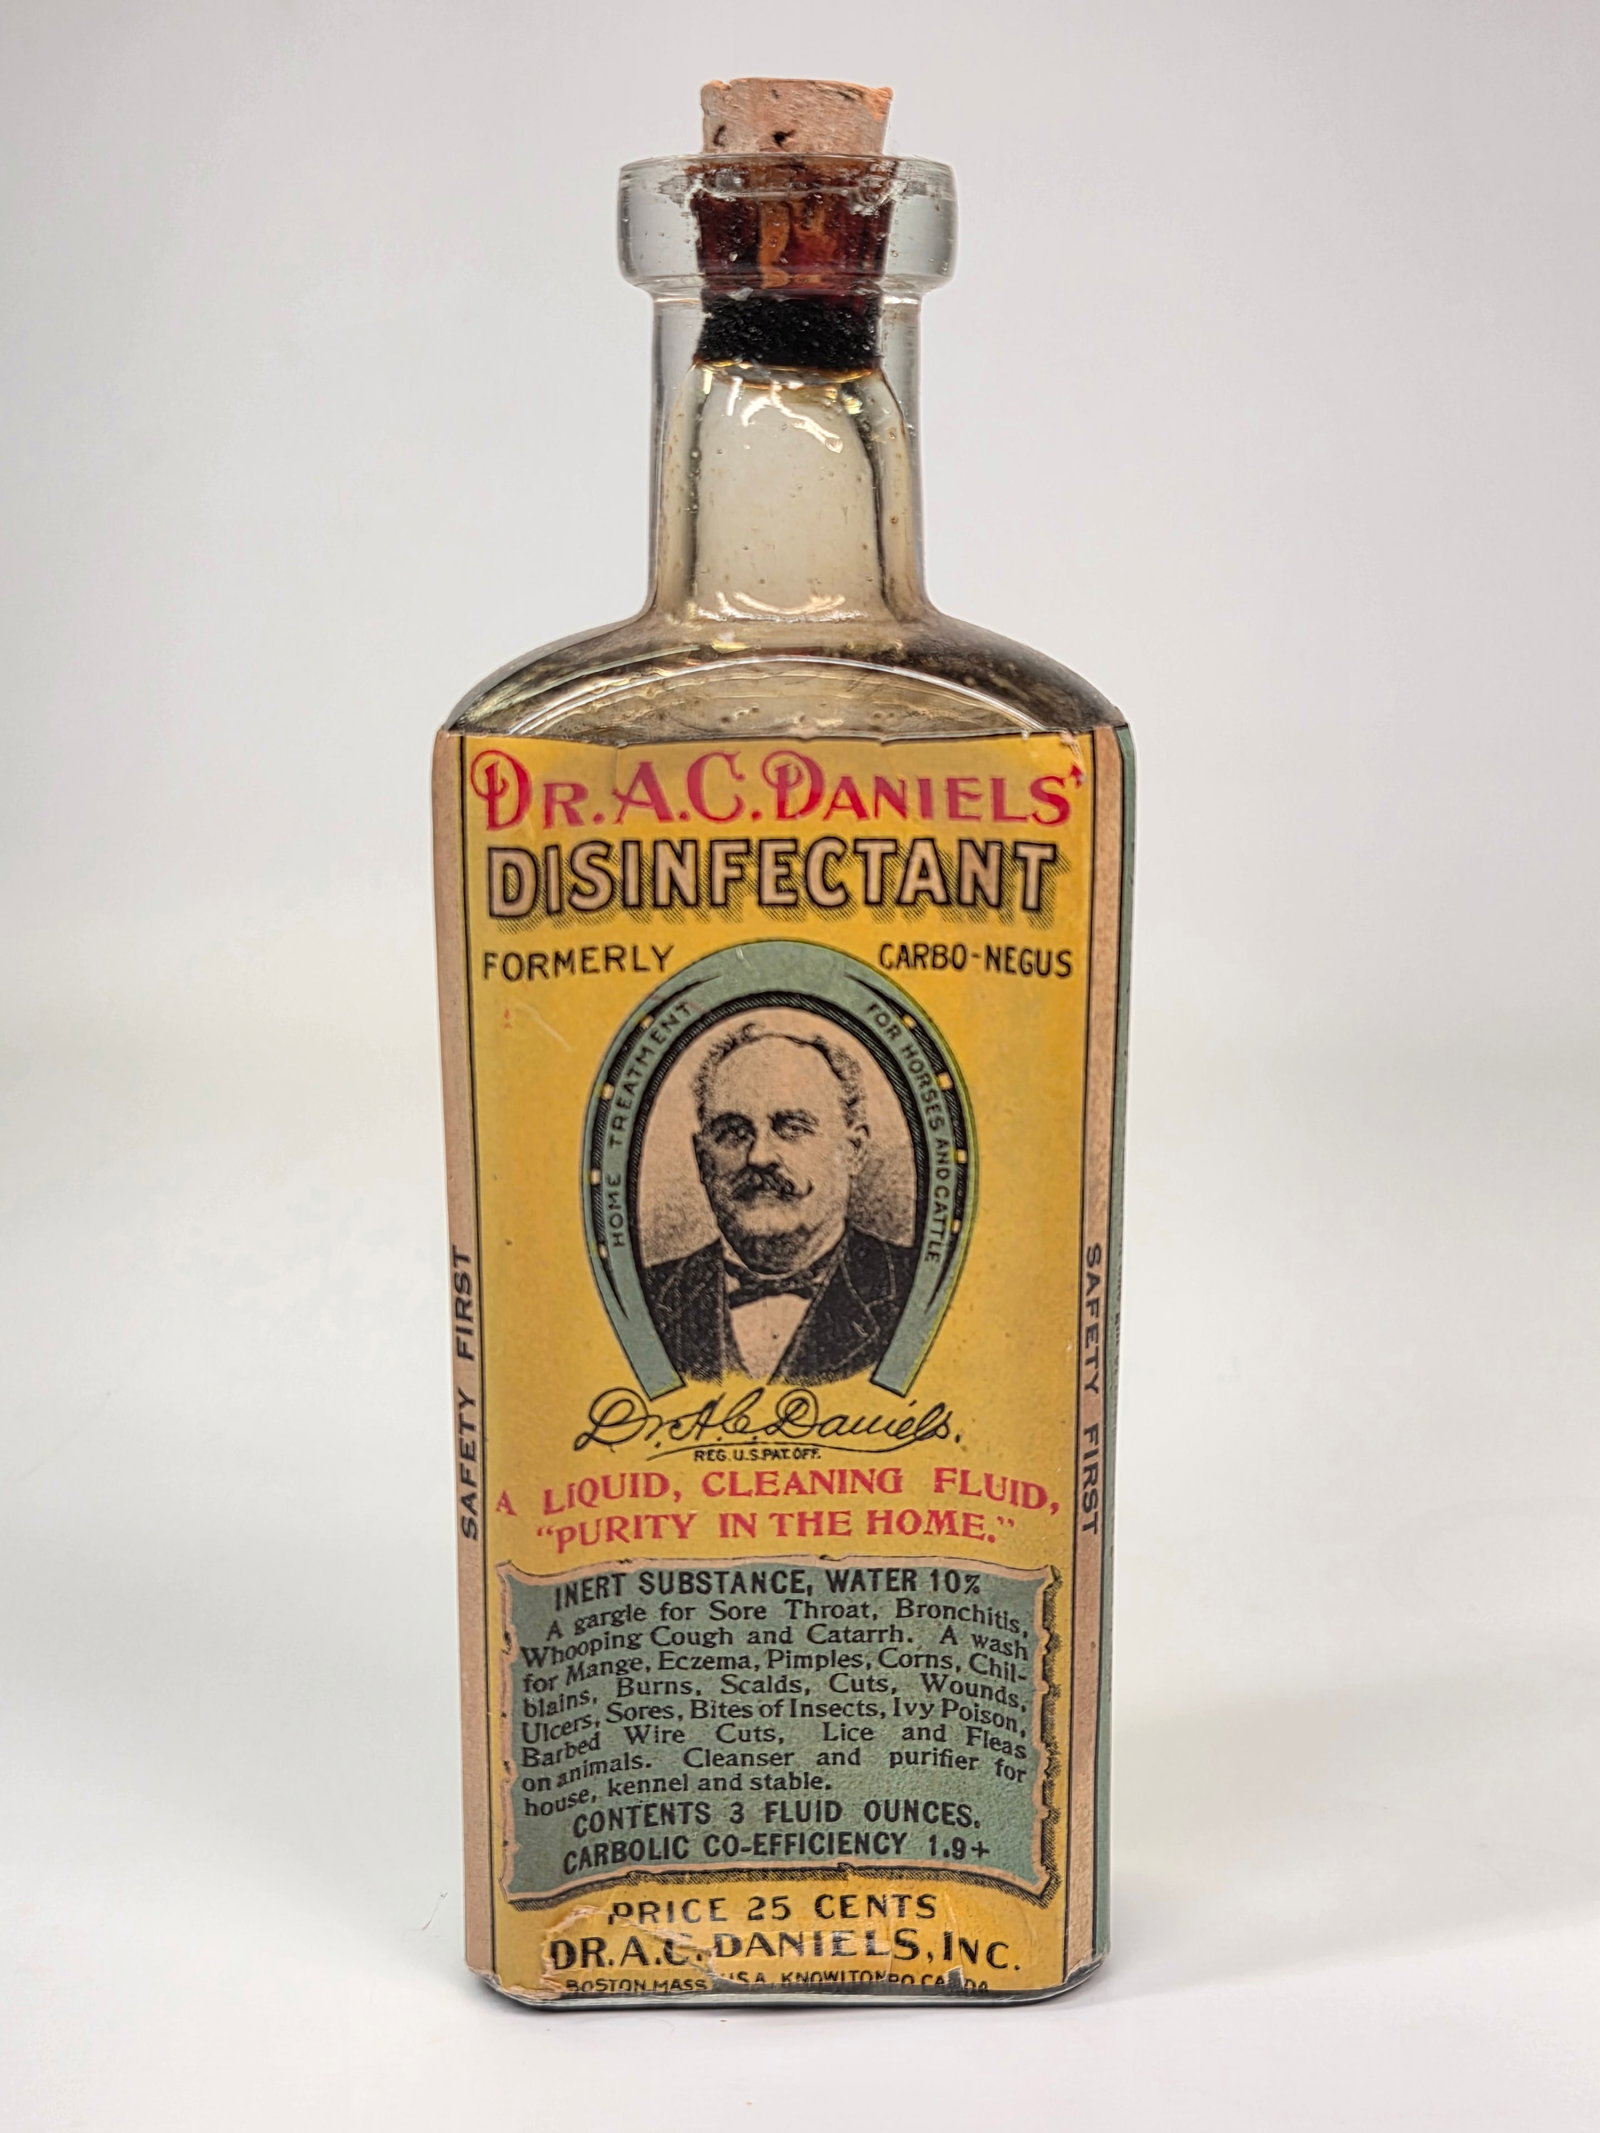 DR. A. C. DANIELS'
DISINFECTANT
FORMERLY CARBO-NEGUS
HOME TREATMENT FOR HORSES AND CATTLE
Dr. A. C. Daniels.
REG. U.S. PAT. OFF.
A LIQUID, CLEANING FLUID,
"PURITY IN THE HOME."
INERT SUBSTANCE, WATER 10%
A gargle for Sore Throat, Bronchitis,
Whooping Cough and Catarrh. A wash
for Mange, Eczema, Pimples, Corns, Chil-
blains, Burns, Scalds, Cuts, Wounds,
Ulcers, Sores, Bites of Insects, Ivy Poison,
Barbed Wire Cuts, Lice and Fleas
on animals. Cleanser and purifier for
house, kennel and stable.
CONTENTS 3 FLUID OUNCES.
CARBOLIC CO-EFFICIENCY 1.9+
PRICE 25 CENTS
DR. A. C. DANIELS, INC.
BOSTON, MASS. U.S.A.
SAFETY FIRST
SAFETY FIRST